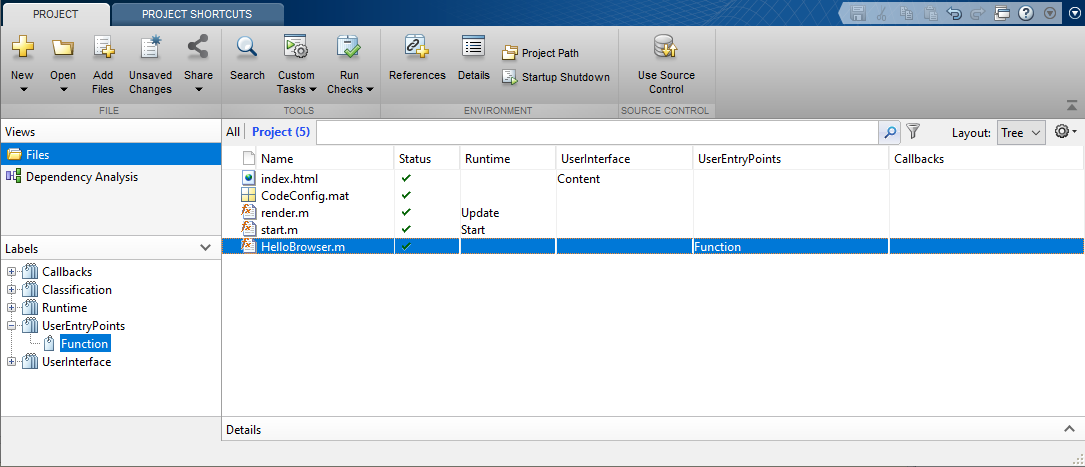 PROJECT PROJECT SHORTCUTS
New Open Add Files Unsaved Changes Share Search Custom Tasks Run Checks References Details Project Path Startup Shutdown Use Source Control
FILE TOOLS ENVIRONMENT SOURCE CONTROL
Views
Files
Dependency Analysis
Labels
Callbacks
Classification
Runtime
UserEntryPoints
Function
UserInterface
All Project (5) Layout: Tree
Name Status Runtime UserInterface UserEntryPoints Callbacks
index.html Content
CodeConfig.mat
render.m Update
start.m Start
HelloBrowser.m Function
Details